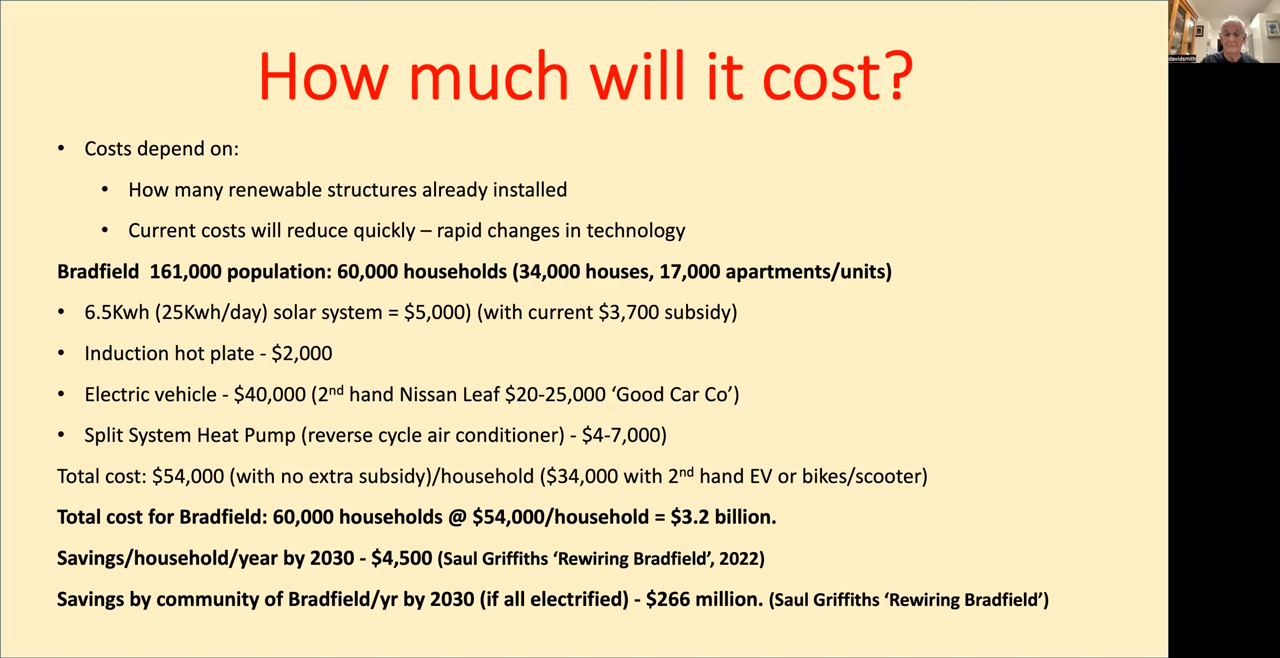 How much will it cost?
• Costs depend on:
• How many renewable structures already installed
• Current costs will reduce quickly – rapid changes in technology
Bradfield 161,000 population: 60,000 households (34,000 houses, 17,000 apartments/units)
• 6.5Kwh (25Kwh/day) solar system = $5,000) (with current $3,700 subsidy)
• Induction hot plate - $2,000
• Electric vehicle - $40,000 (2nd hand Nissan Leaf $20-25,000 ‘Good Car Co’)
• Split System Heat Pump (reverse cycle air conditioner) - $4-7,000)
Total cost: $54,000 (with no extra subsidy)/household ($34,000 with 2nd hand EV or bikes/scooter)
Total cost for Bradfield: 60,000 households @ $54,000/household = $3.2 billion.
Savings/household/year by 2030 - $4,500 (Saul Griffiths ‘Rewiring Bradfield’, 2022)
Savings by community of Bradfield/yr by 2030 (if all electrified) - $266 million. (Saul Griffiths ‘Rewiring Bradfield’)
davidsmith